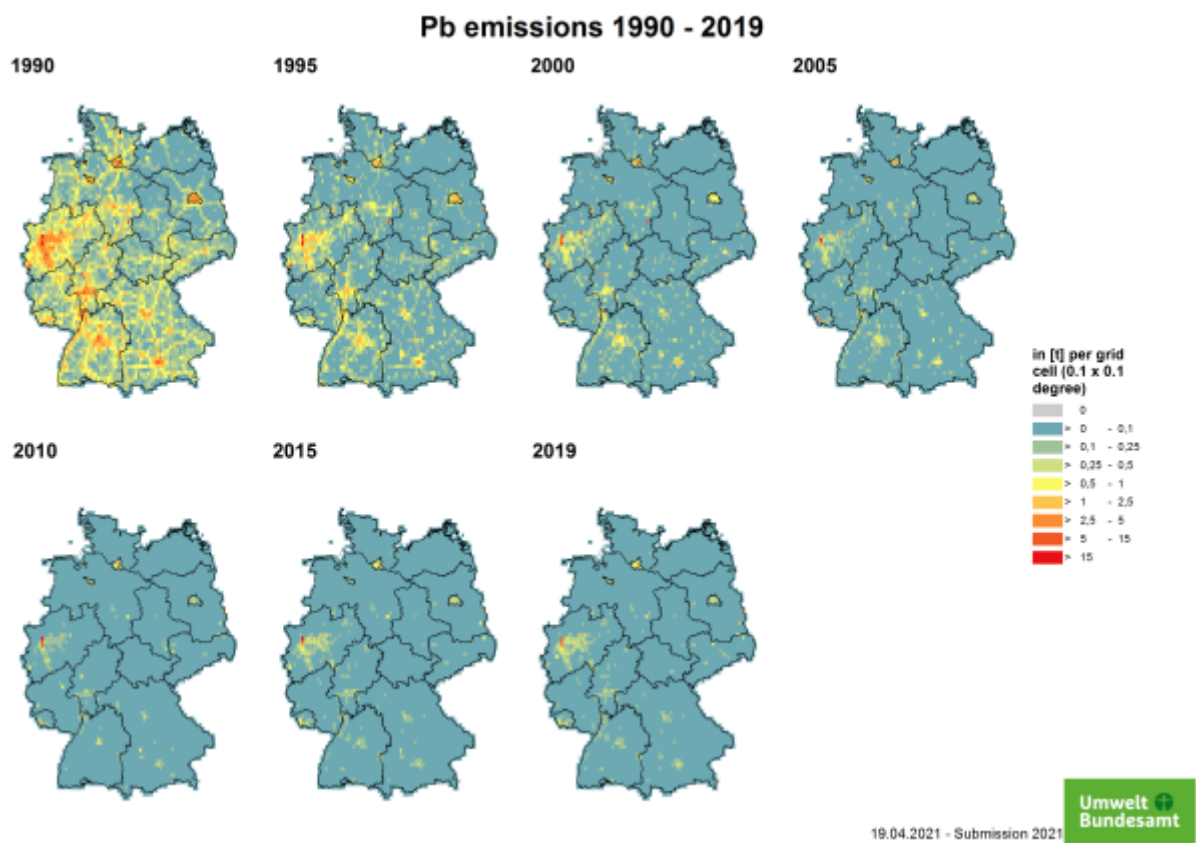 Pb emissions 1990 - 2019
1990
1995
2000
2005
in [t] per grid
cell (0.1 x 0.1
degree)
0
> 0 - 0,1
> 0,1 - 0,25
> 0,25 - 0,5
> 0,5 - 1
> 1 - 2,5
> 2,5 - 5
> 5 - 15
> 15
2010
2015
2019
Umwelt
Bundesamt
19.04.2021 - Submission 2021